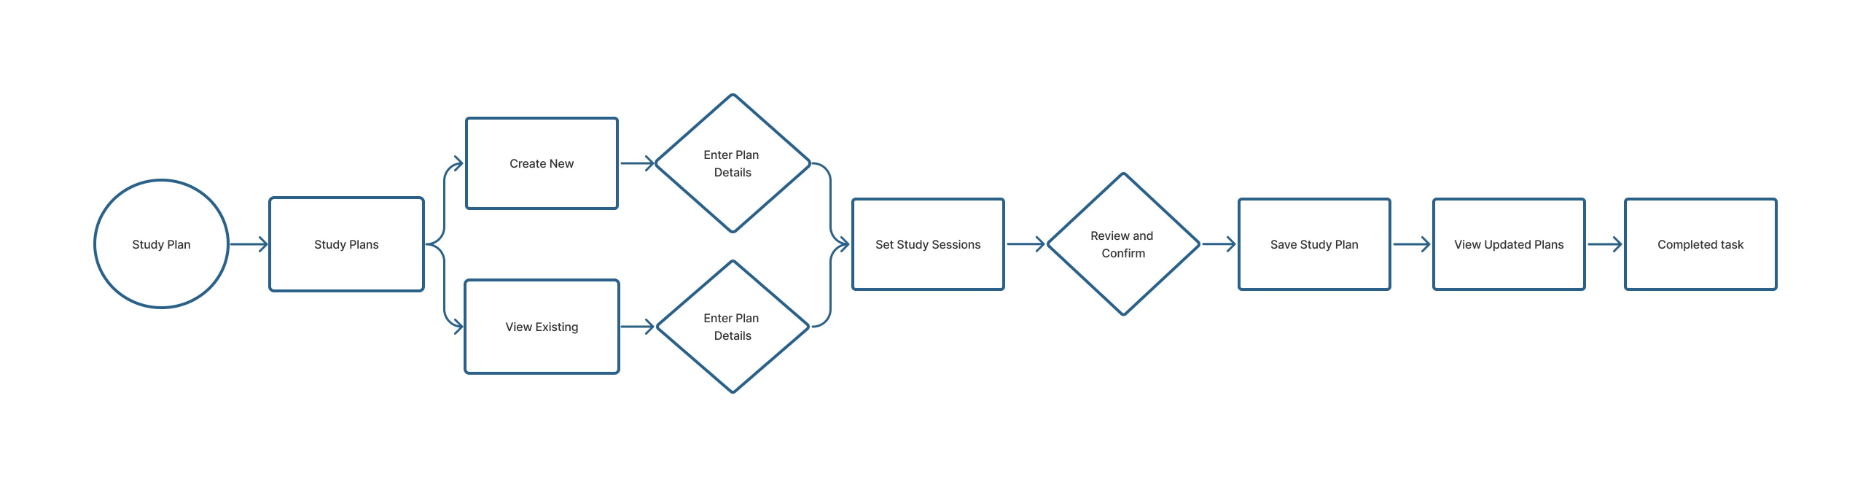 Study Plan
Study Plans
Create New
Enter Plan
Details
View Existing
Enter Plan
Details
Set Study Sessions
Review and
Confirm
Save Study Plan
View Updated Plans
Completed task